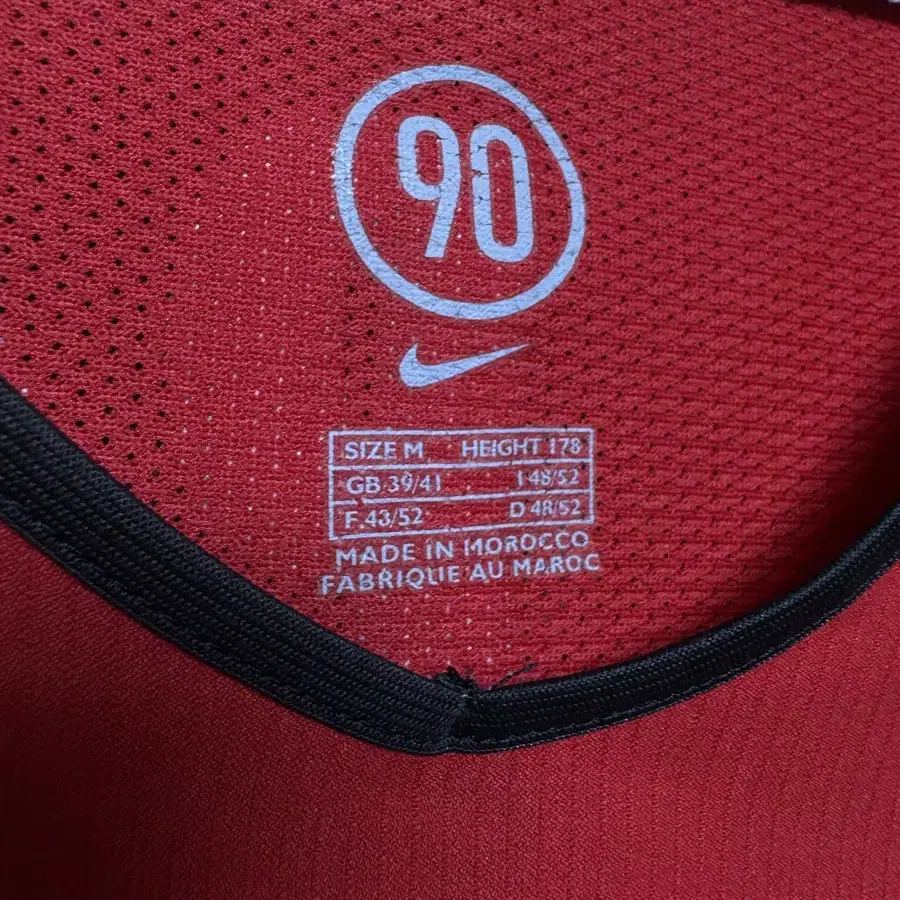 90
SIZE M HEIGHT 178
GB 39/41 I 48/52
F. 43/52 D 48/52
MADE IN MOROCCO
FABRIQUE AU MAROC